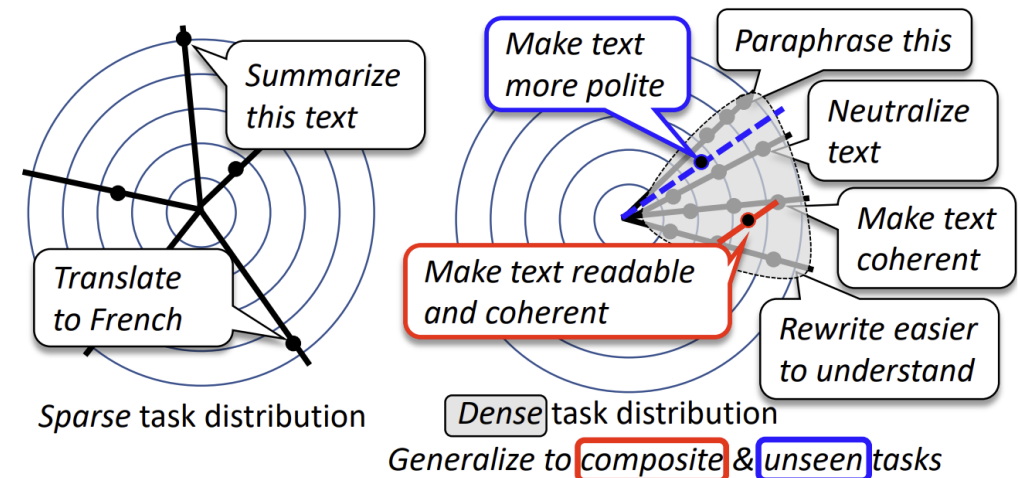 Summarize
this text
Translate
to French
Sparse task distribution
Make text
more polite
Paraphrase this
Neutralize
text
Make text
coherent
Make text readable
and coherent
Rewrite easier
to understand
Dense task distribution
Generalize to composite & unseen tasks